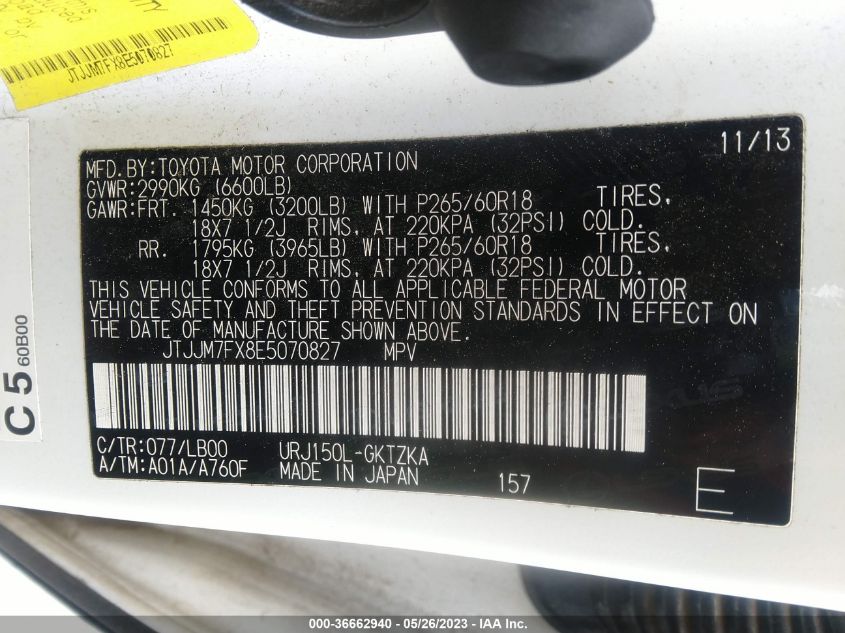 JTJJM7FX8E5070827
11/13
MFD.BY:TOYOTA MOTOR CORPORATION
GVWR:2990KG (6600LB)
GAWR:FRT. 1450KG (3200LB) WITH P265/60R18 TIRES,
18X7 1/2J RIMS, AT 220KPA (32PSI) COLD.
RR. 1795KG (3965LB) WITH P265/60R18 TIRES,
18X7 1/2J RIMS, AT 220KPA (32PSI) COLD.
THIS VEHICLE CONFORMS TO ALL APPLICABLE FEDERAL MOTOR
VEHICLE SAFETY AND THEFT PREVENTION STANDARDS IN EFFECT ON
THE DATE OF MANUFACTURE SHOWN ABOVE.
JTJJM7FX8E5070827 MPV
C/TR:077/LB00 URJ150L-GKTZKA
A/TM:A01A/A760F MADE IN JAPAN 157
E
C5 60B00
000-36662940 - 05/26/2023 - IAA Inc.